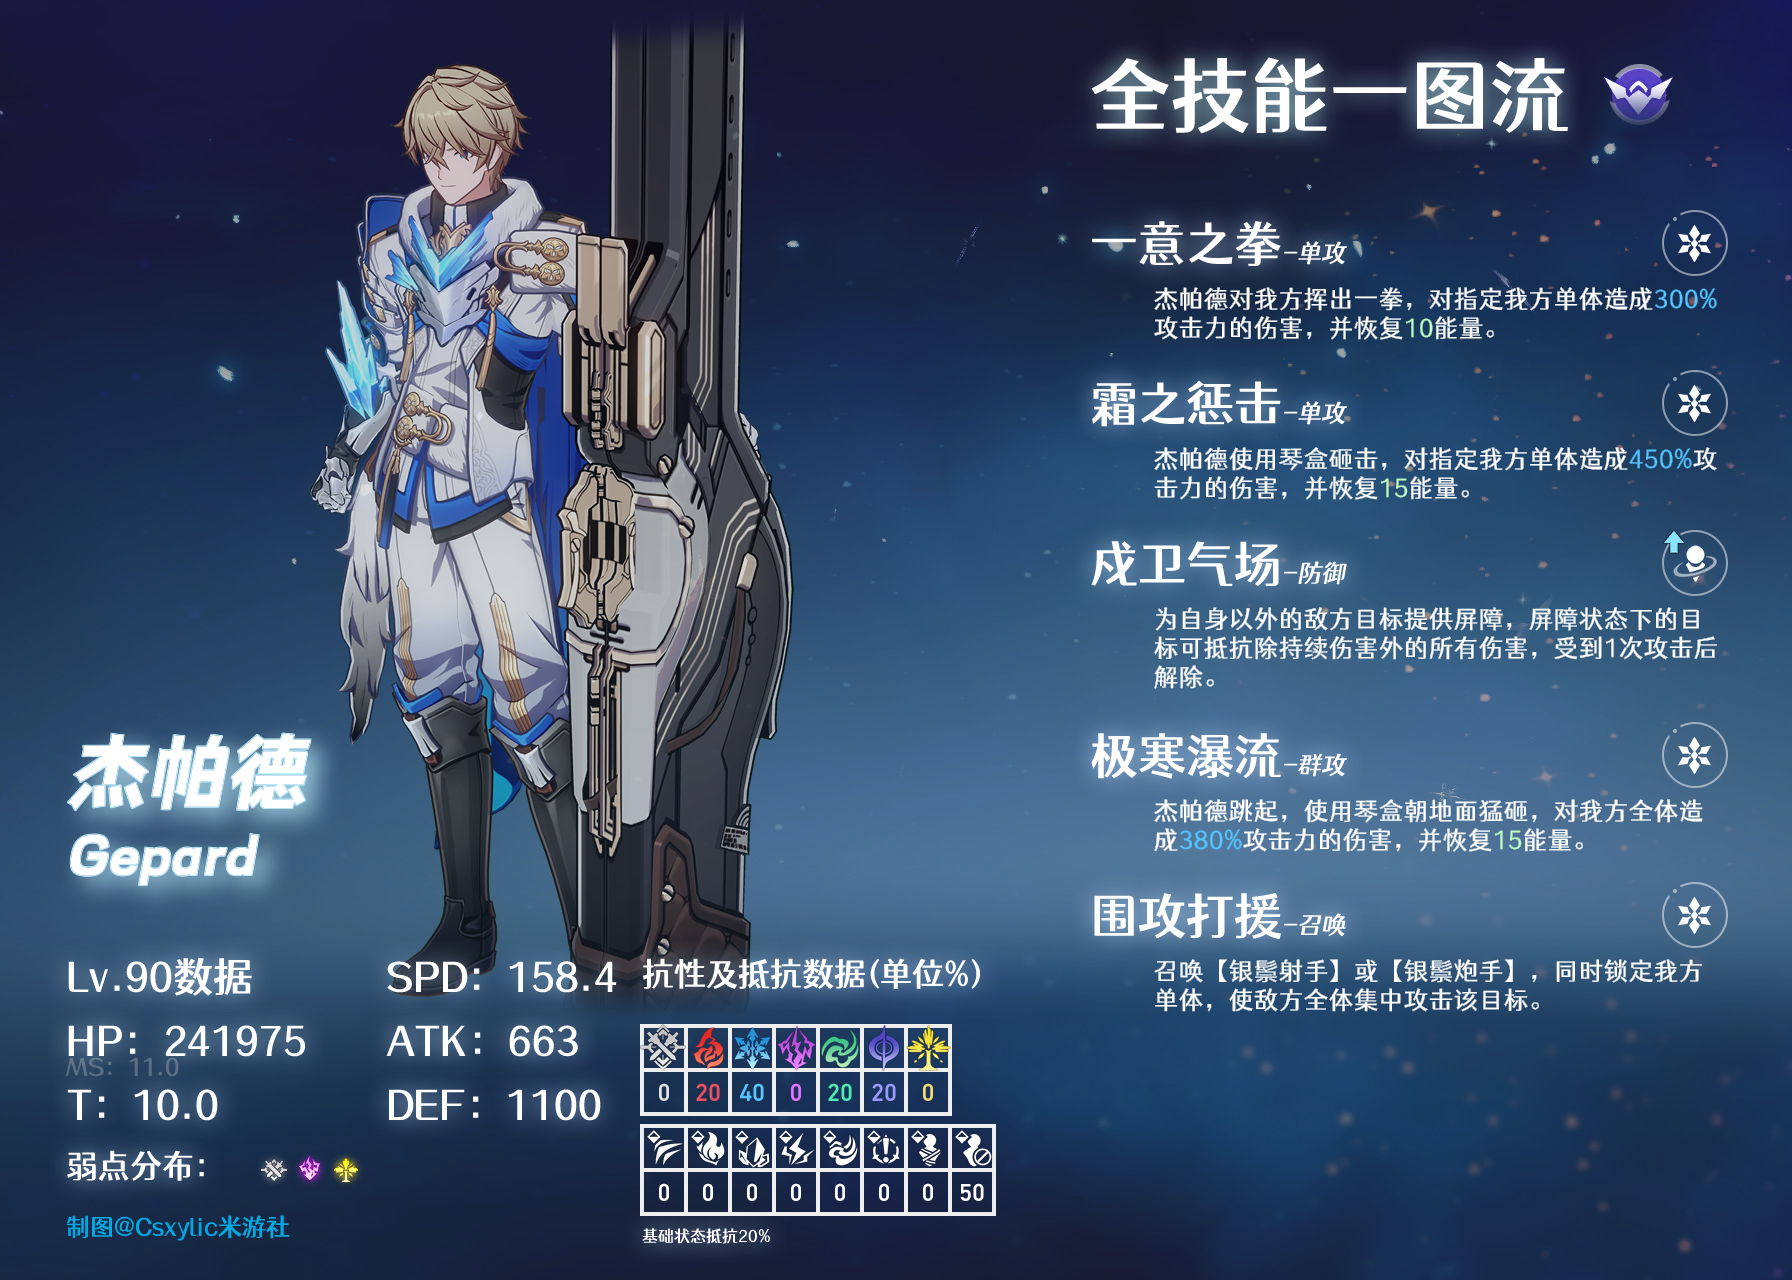 全技能一图流
一意之拳-单攻
杰帕德对我方挥出一拳，对指定我方单体造成300%
攻击力的伤害，并恢复10能量。
霜之惩击-单攻
杰帕德使用琴盒砸击，对指定我方单体造成450%攻
击力的伤害，并恢复15能量。
戍卫气场-防御
为自身以外的敌方目标提供屏障，屏障状态下的目
标可抵抗除持续伤害外的所有伤害，受到1次攻击后
解除。
极寒瀑流-群攻
杰帕德跳起，使用琴盒朝地面猛砸，对我方全体造
成380%攻击力的伤害，并恢复15能量。
围攻打援-召唤
召唤【银鬃射手】或【银鬃炮手】，同时锁定我方
单体，使敌方全体集中攻击该目标。
杰帕德
Gepard
Lv.90数据
SPD：158.4
HP：241975
ATK：663
MS：11.0
T：10.0
DEF：1100
弱点分布：
制图@Csxylic米游社
抗性及抵抗数据(单位%)
0 20 40 0 20 20 0
0 0 0 0 0 0 0 50
基础状态抵抗20%